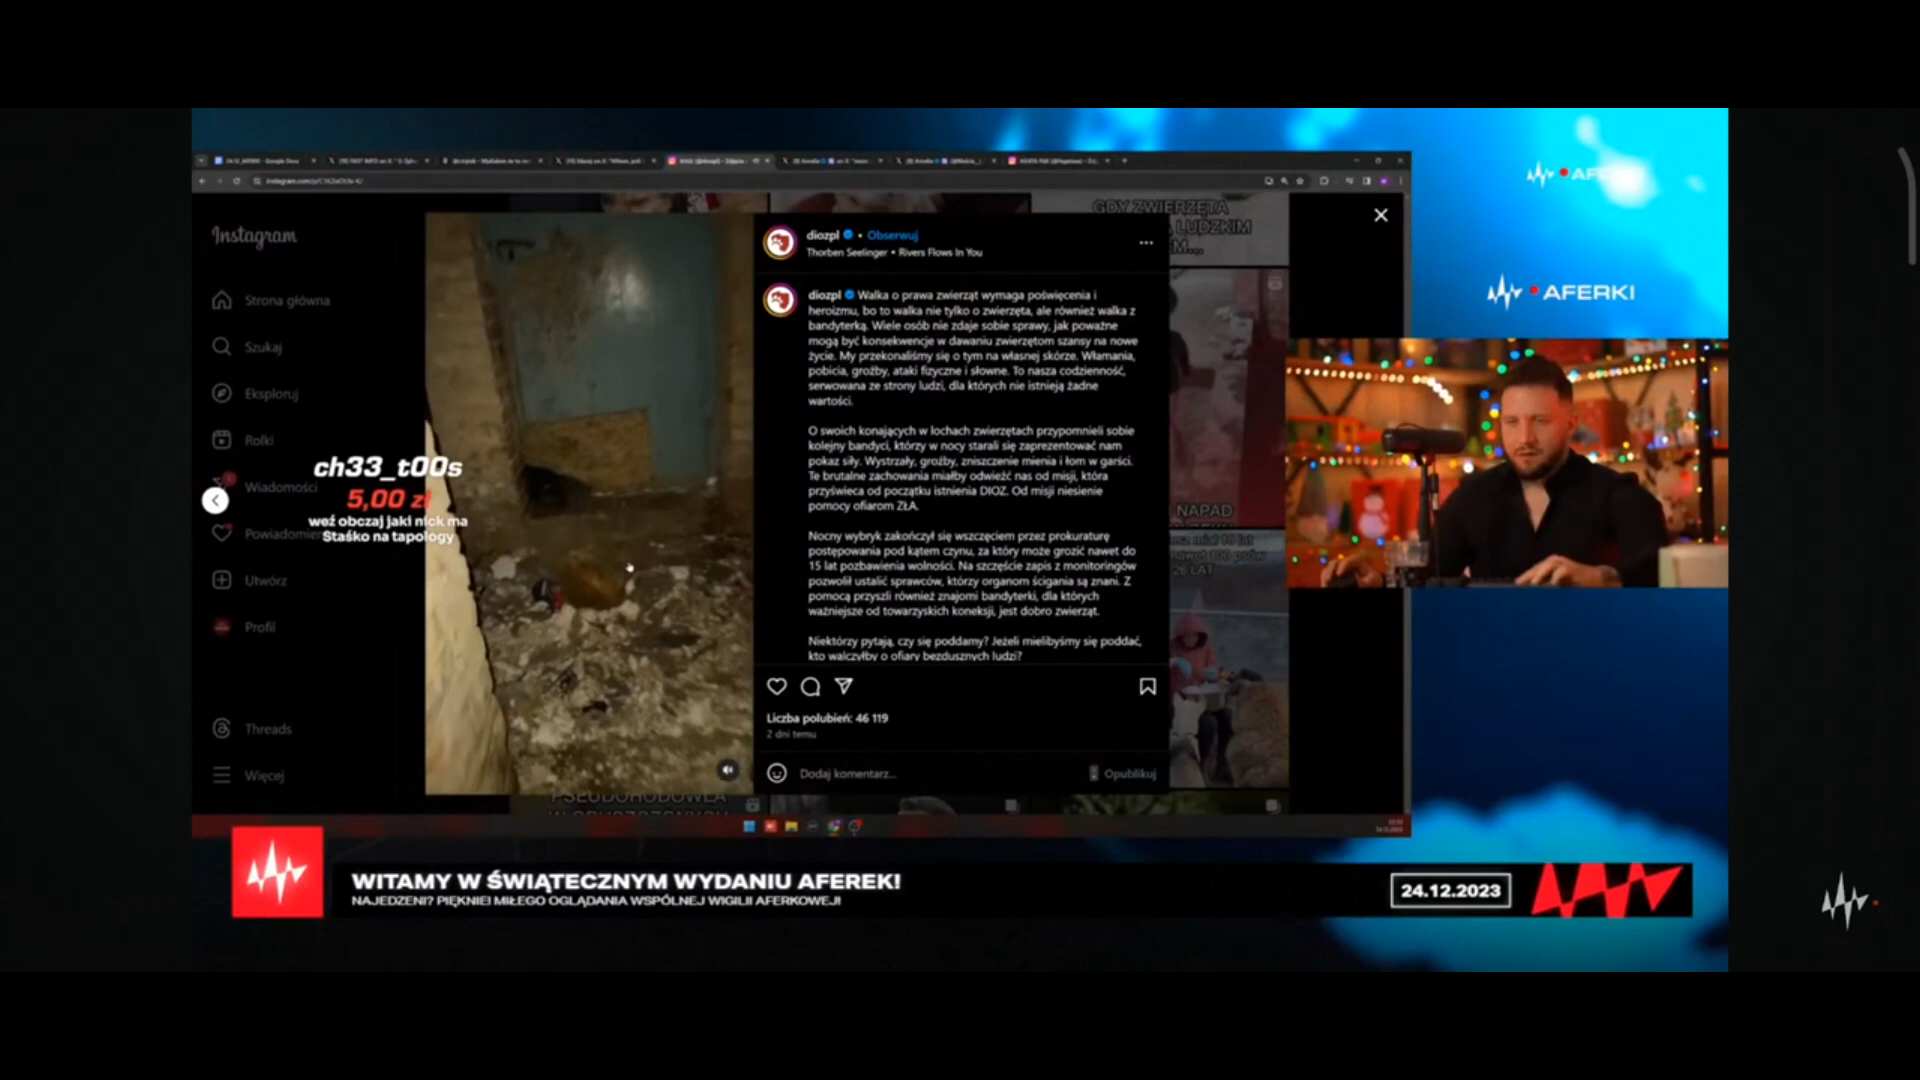 Instagram
Strona główna
Szukaj
Eksploruj
Rolki
Wiadomości
Powiadomien
Utwórz
Profil
Threads
Więcej
ch33_t00s
5,00 zł
weź obczaj jaki nick ma
Staśko na tapology
GDY ZWIERZĘTA
LUDZKIM
diozpl • Obserwuj
Thorben Seelinger • Rivers Flows In You
diozpl Walka o prawa zwierząt wymaga poświęcenia i
heroizmu, bo to walka nie tylko o zwierzęta, ale również walka z
bandyterką. Wiele osób nie zdaje sobie sprawy, jak poważne
mogą być konsekwencje w dawaniu zwierzętom szansy na nowe
życie. My przekonaliśmy się o tym na własnej skórze. Włamania,
pobicia, groźby, ataki fizyczne i słowne. To nasza codzienność,
serwowana ze strony ludzi, dla których nie istnieją żadne
wartości.
O swoich konających w lochach zwierzętach przypomnieli sobie
kolejny bandyci, którzy w nocy starali się zaprezentować nam
pokaz siły. Wystrzały, groźby, zniszczenie mienia i łom w garści.
Te brutalne zachowania miałby odwieźć nas od misji, która
przyświeca od początku istnienia DIOZ. Od misji niesienie
pomocy ofiarom ZŁA.
Nocny wybryk zakończył się wszczęciem przez prokuraturę
postępowania pod kątem czynu, za który może grozić nawet do
15 lat pozbawienia wolności. Na szczęście zapis z monitoringów
pozwolił ustalić sprawców, którzy organom ścigania są znani. Z
pomocą przyszli również znajomi bandyterki, dla których
ważniejsze od towarzyskich koneksji, jest dobro zwierząt.
Niektórzy pytają, czy się poddamy? Jeżeli mielibyśmy się poddać,
kto walczyłby o ofiary bezdusznych ludzi?
Liczba polubień: 46 119
2 dni temu
Dodaj komentarz...
Opublikuj
NAPAD
26 LAT
PSEUDOHODOWLA
AFERKI
WITAMY W ŚWIĄTECZNYM WYDANIU AFEREK!
NAJEDZENI? PIĘKNIE! MIŁEGO OGLĄDANIA WSPÓLNEJ WIGILII AFERKOWEJ!
24.12.2023